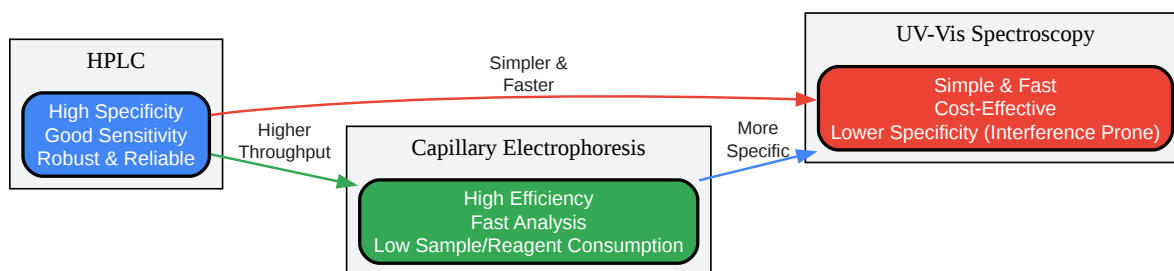 HPLC
High Specificity
Good Sensitivity
Robust & Reliable
Simpler &
Faster
Higher
Throughput
Capillary Electrophoresis
High Efficiency
Fast Analysis
Low Sample/Reagent Consumption
More
Specific
UV-Vis Spectroscopy
Simple & Fast
Cost-Effective
Lower Specificity (Interference Prone)